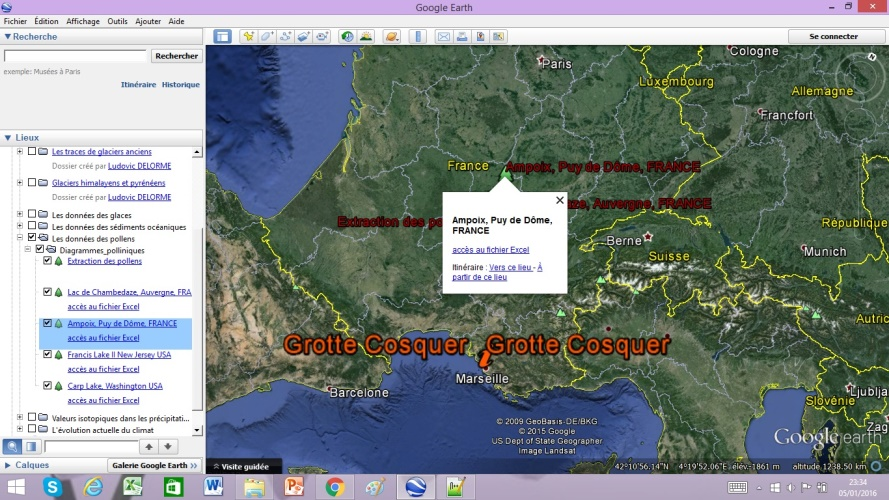 Google Earth
Fichier Édition Affichage Outils Ajouter Aide
Recherche
Rechercher
exemple: Musées à Paris
Itinéraire Historique
Lieux
Les traces de glaciers anciens
Dossier créé par Ludovic DELORME
Glaciers himalayens et pyrénéens
Dossier créé par Ludovic DELORME
Les données des glaces
Les données des sédiments océaniques
Les données des pollens
Diagrammes_polliniques
Extraction des pollens
Lac de Chambedaze, Auvergne, FRA
accès au fichier Excel
Ampoix, Puy de Dôme, FRANCE
accès au fichier Excel
Francis Lake II New Jersey USA
accès au fichier Excel
Carp Lake, Washington USA
accès au fichier Excel
Valeurs isotopiques dans les précipitati...
L'évolution actuelle du climat
Calques
Galerie Google Earth >>
Se connecter
Cologne
Paris
Luxembourg
Allemagne
Francfort
France
Ampoix, Puy de Dôme, FRANCE
aze, Auvergne, FRANCE
Extraction des po
Ampoix, Puy de Dôme,
FRANCE
accès au fichier Excel
Itinéraire : Vers ce lieu - À
partir de ce lieu
République
Berne
Munich
Suisse
Autric
Grotte Cosquer Grotte Cosquer
Marseille
Barcelone
Ljublja
Slovénie
Zag
© 2009 GeoBasis-DE/BKG
© 2015 Google
US Dept of State Geographer
Image Landsat
Google earth
Visite guidée
42°10'56.14"N 4°19'52.06"E élév. -1861 m altitude 1238.50 km
23:34
05/01/2016